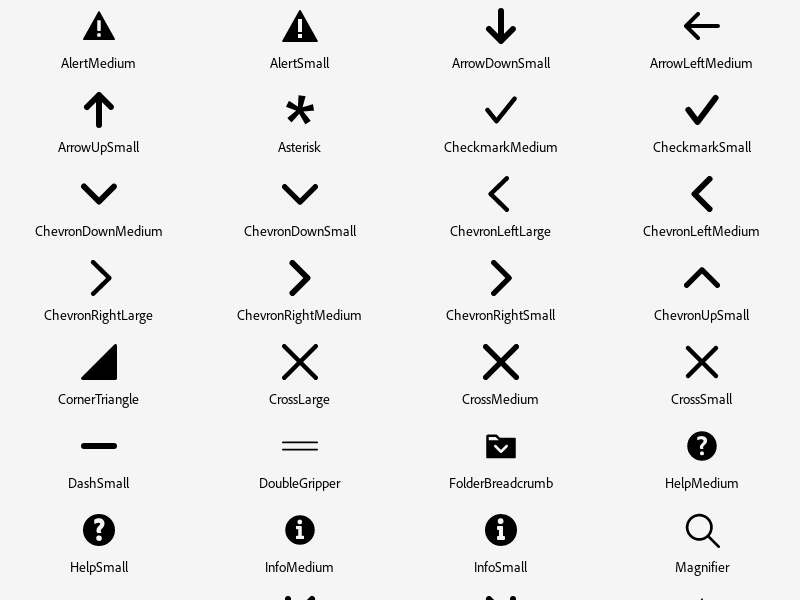 AlertMedium
AlertSmall
ArrowDownSmall
ArrowLeftMedium
ArrowUpSmall
Asterisk
CheckmarkMedium
CheckmarkSmall
ChevronDownMedium
ChevronDownSmall
ChevronLeftLarge
ChevronLeftMedium
ChevronRightLarge
ChevronRightMedium
ChevronRightSmall
ChevronUpSmall
CornerTriangle
CrossLarge
CrossMedium
CrossSmall
DashSmall
DoubleGripper
FolderBreadcrumb
HelpMedium
HelpSmall
InfoMedium
InfoSmall
Magnifier